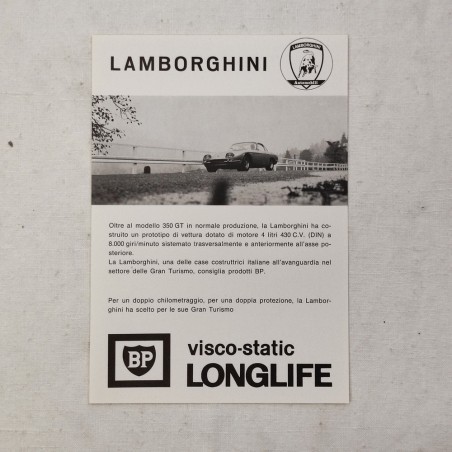 LAMBORGHINI
LAMBORGHINI
Automobili
Oltre al modello 350 GT in normale produzione, la Lamborghini ha co-
struito un prototipo di vettura dotato di motore 4 litri 430 C.V. (DIN) a
8.000 giri/minuto sistemato trasversalmente e anteriormente all'asse po-
steriore.
La Lamborghini, una delle case costruttrici italiane all'avanguardia nel
settore delle Gran Turismo, consiglia prodotti BP.
Per un doppio chilometraggio, per una doppia protezione, la Lambor-
ghini ha scelto per le sue Gran Turismo
BP
visco-static
LONGLIFE